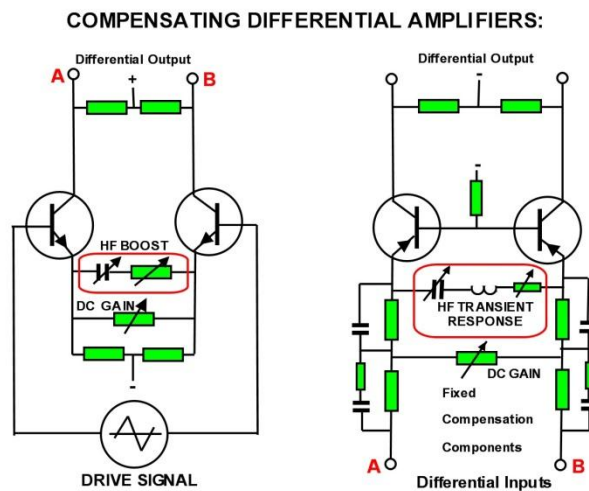 COMPENSATING DIFFERENTIAL AMPLIFIERS:
Differential Output
A
+
B
HF BOOST
DC GAIN
-
DRIVE SIGNAL
Differential Output
-
-
HF TRANSIENT
RESPONSE
DC GAIN
Fixed
Compensation
Components
A
B
Differential Inputs